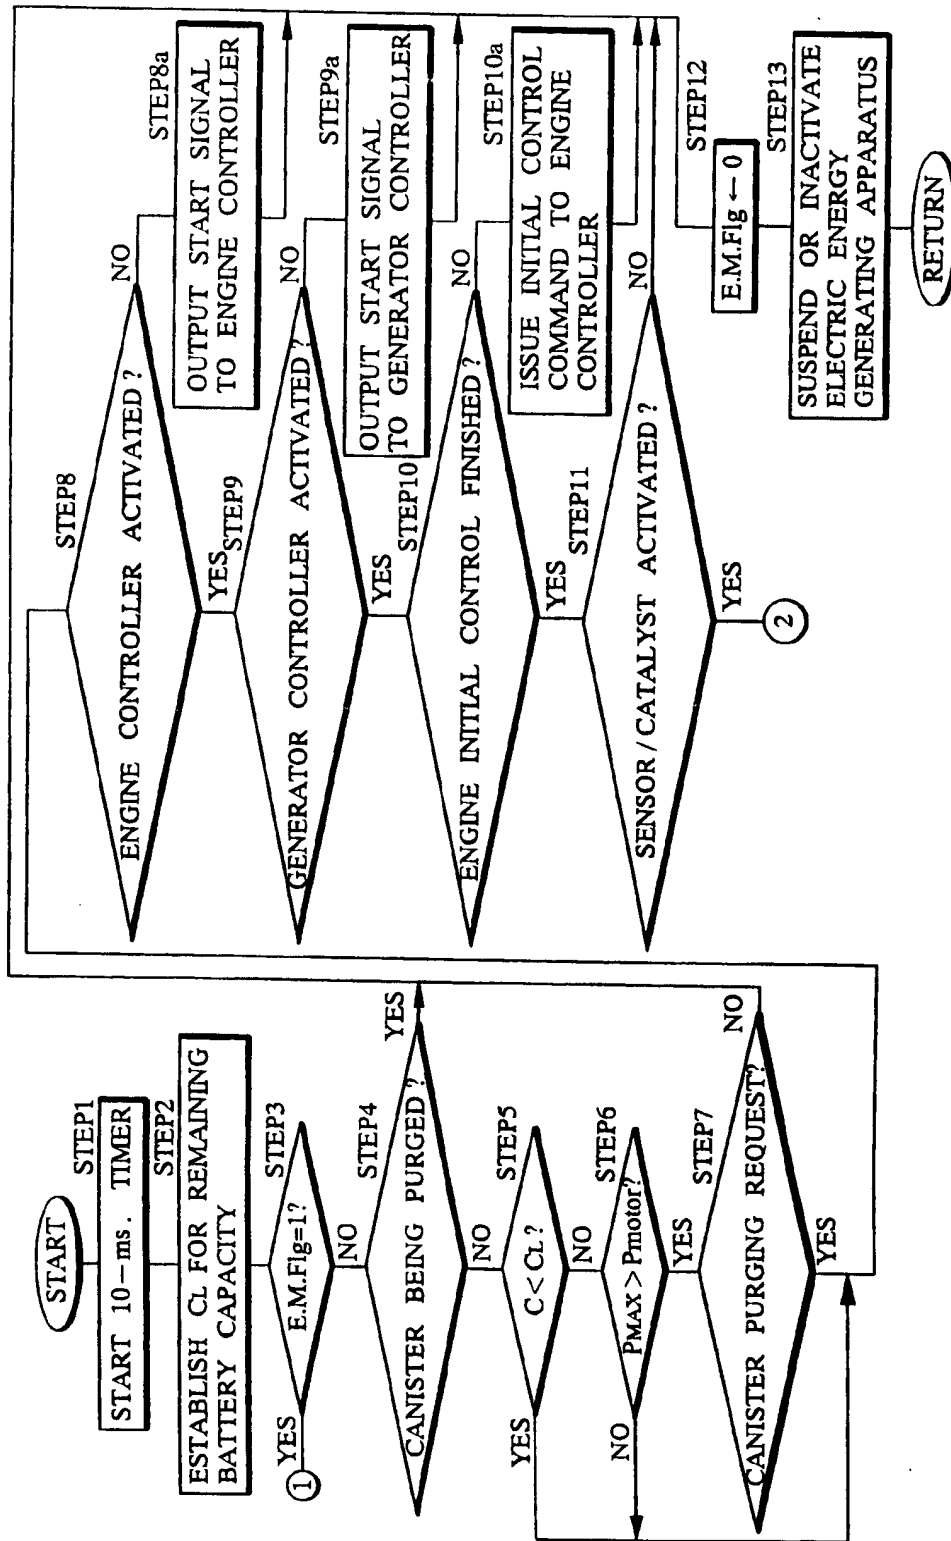 START
STEP1
START 10-ms. TIMER
STEP2
ESTABLISH CL FOR REMAINING
BATTERY CAPACITY
STEP3
E.M.Flg=1?
YES
1
NO
STEP4
CANISTER BEING PURGED?
YES
NO
STEP5
C < CL?
YES
NO
STEP6
PMAX > Pmotor?
NO
YES
STEP7
CANISTER PURGING REQUEST?
NO
YES
STEP8
ENGINE CONTROLLER ACTIVATED?
NO
STEP8a
OUTPUT START SIGNAL
TO ENGINE CONTROLLER
YES
STEP9
GENERATOR CONTROLLER ACTIVATED?
NO
STEP9a
OUTPUT START SIGNAL
TO GENERATOR CONTROLLER
YES
STEP10
ENGINE INITIAL CONTROL FINISHED?
NO
STEP10a
ISSUE INITIAL CONTROL
COMMAND TO ENGINE
CONTROLLER
YES
STEP11
SENSOR/CATALYST ACTIVATED?
NO
YES
2
STEP12
E.M.Flg ← 0
STEP13
SUSPEND OR INACTIVATE
ELECTRIC ENERGY
GENERATING APPARATUS
RETURN